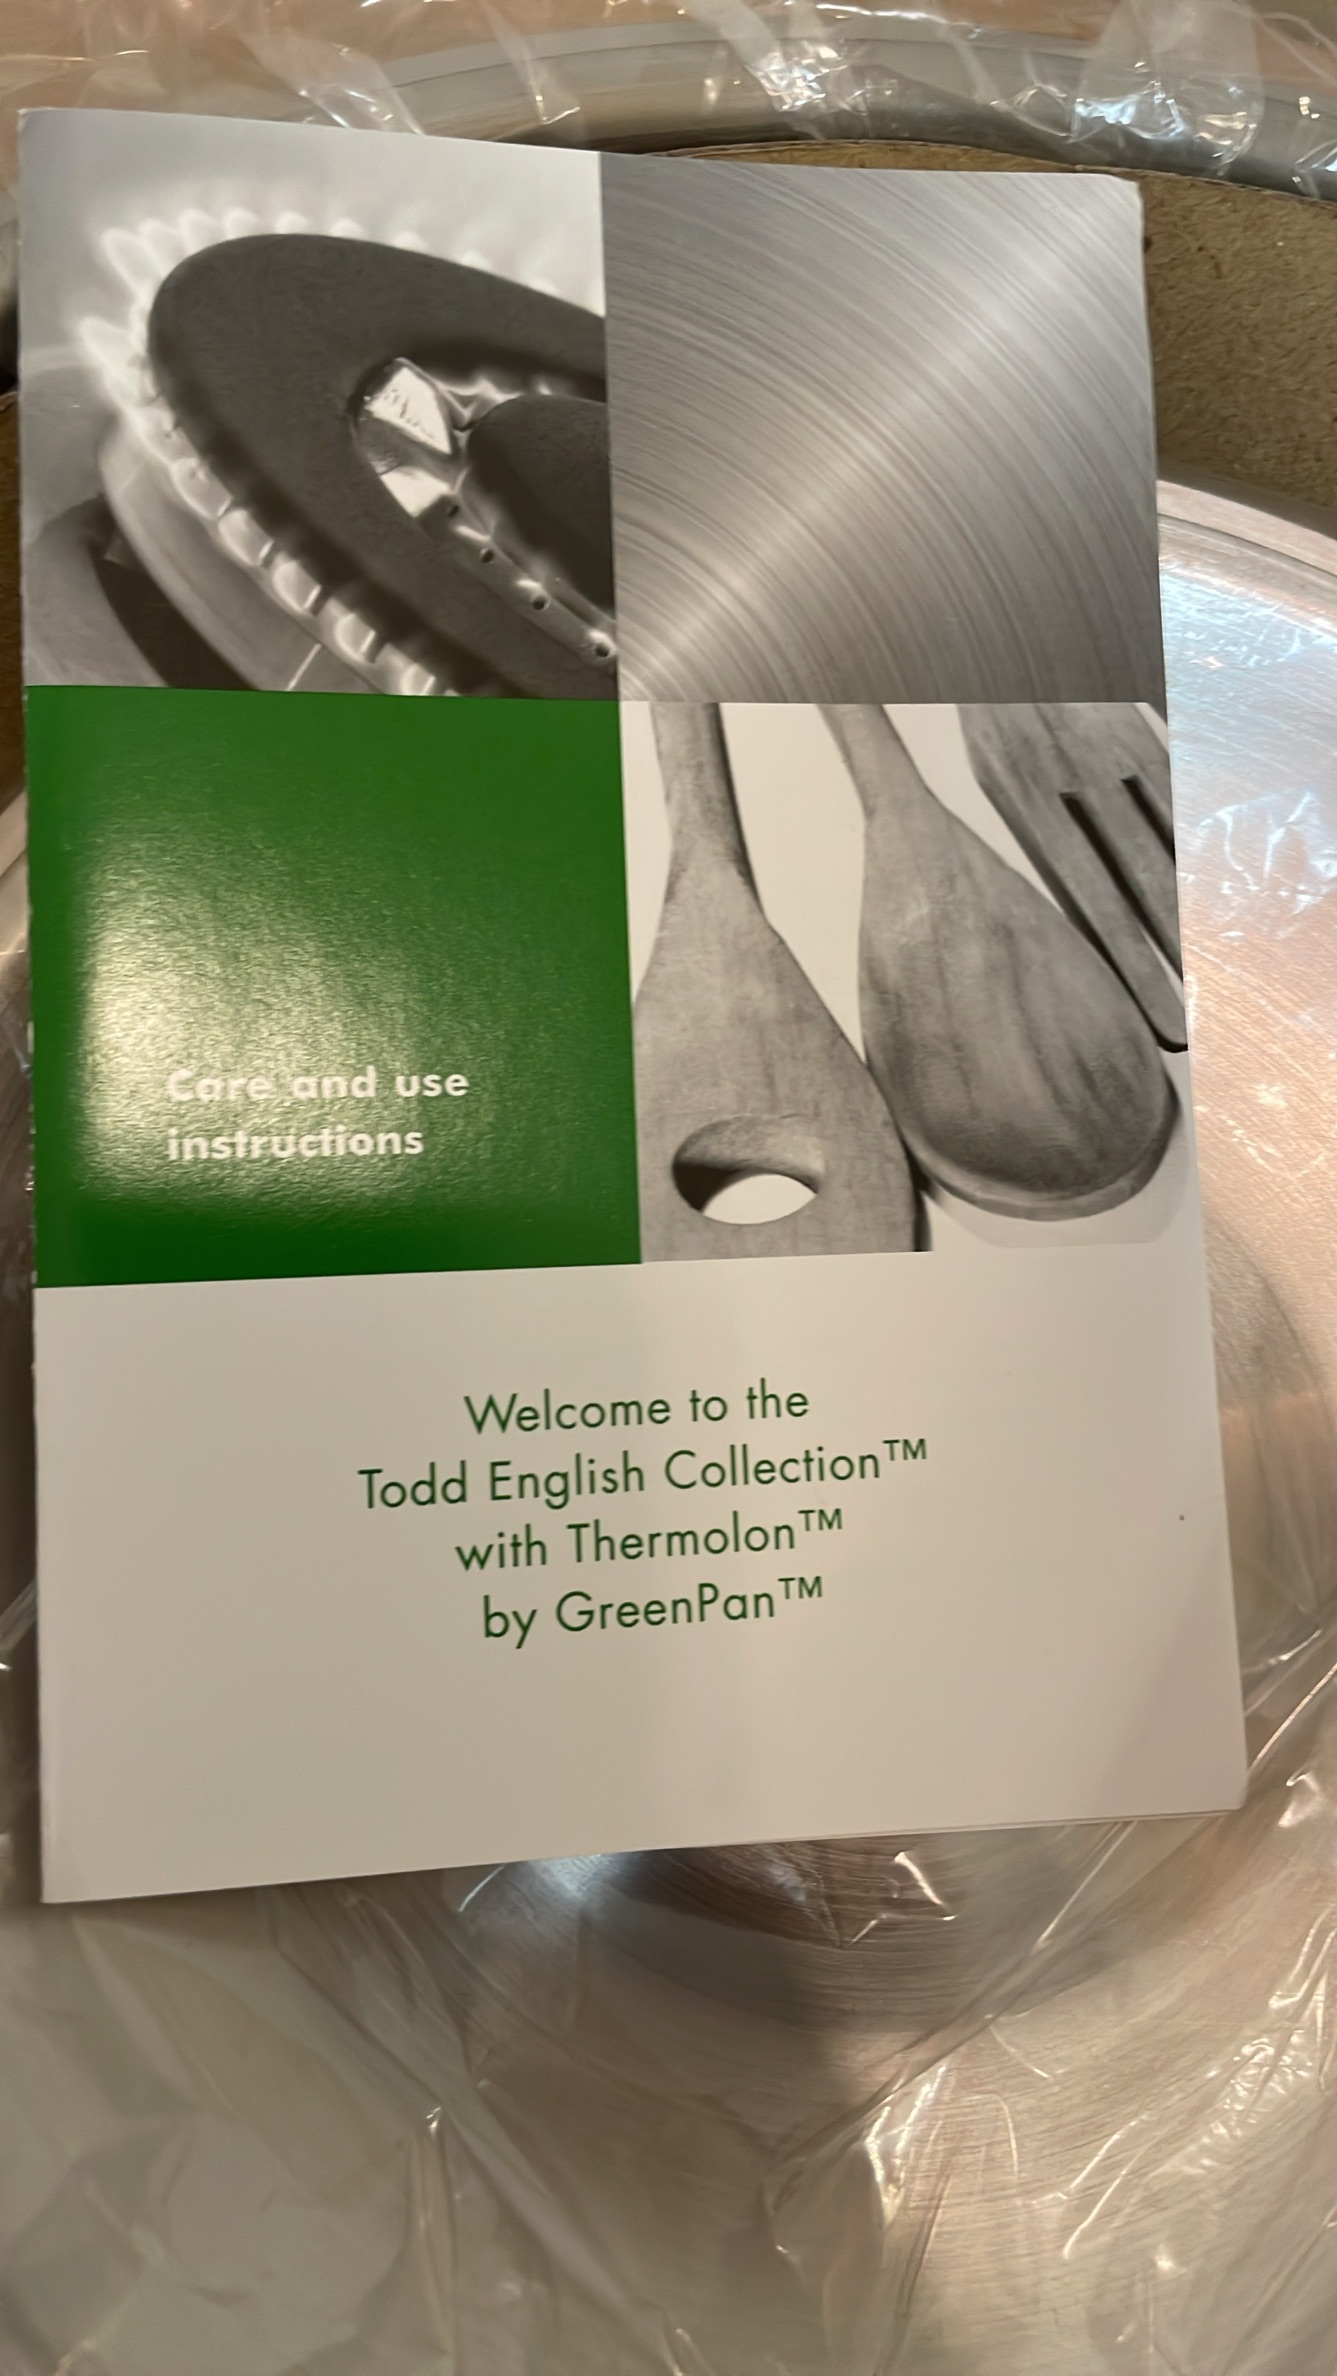 Care and use
instructions
Welcome to the
Todd English Collection™
with Thermolon™
by GreenPan™